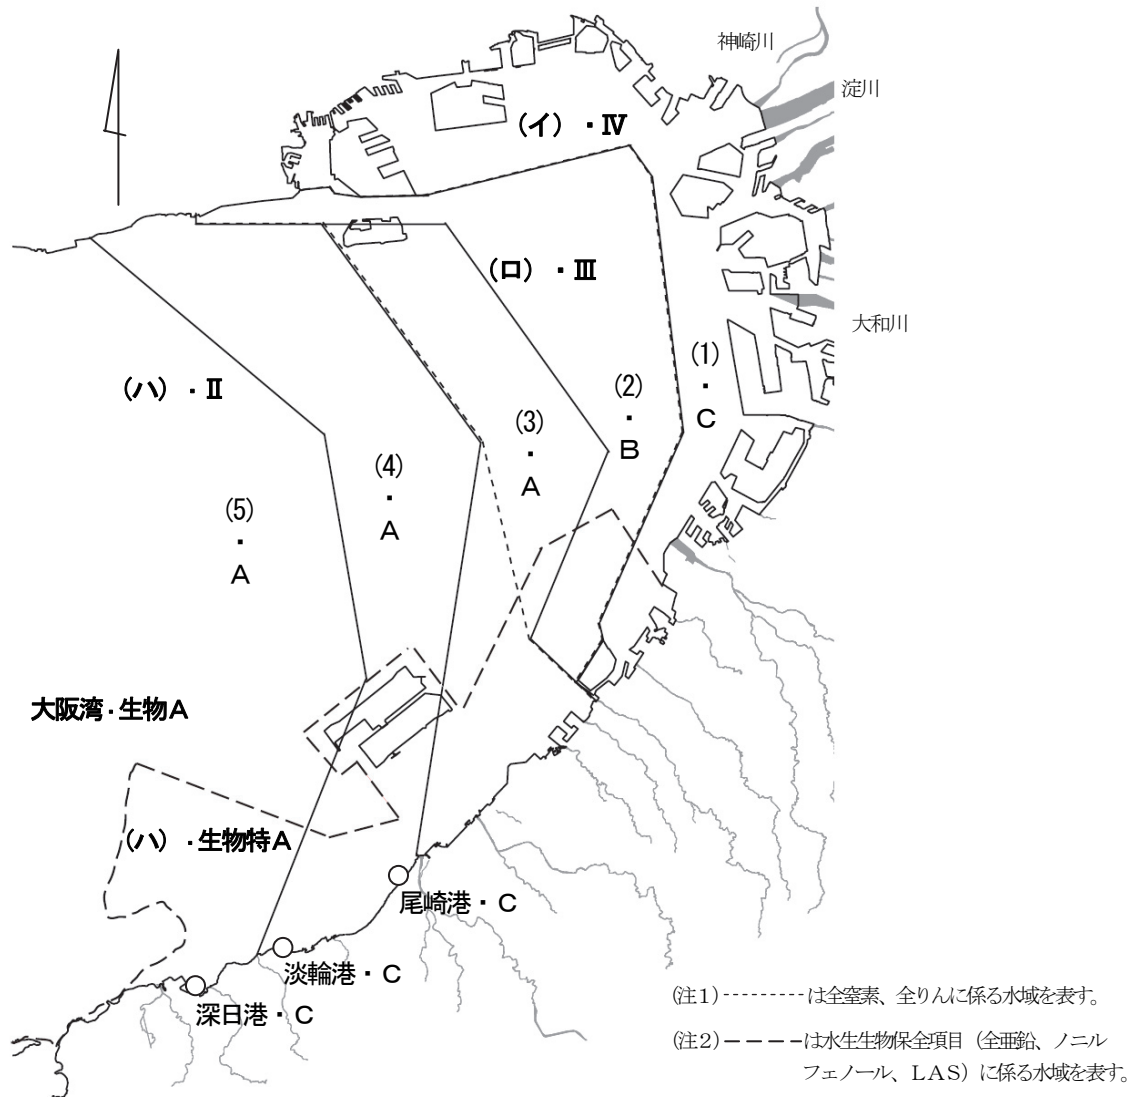 神崎川
淀川
(イ)・Ⅳ
(ロ)・Ⅲ
大和川
(1)
・
C
(2)
・
B
(ハ)・Ⅱ
(3)
・
A
(4)
・
A
(5)
・
A
大阪湾・生物A
(ハ)・生物特A
尾崎港・C
淡輪港・C
深日港・C
(注1)---------は全窒素、全りんに係る水域を表す。
(注2)－－－－は水生生物保全項目(全亜鉛、ノニル
フェノール、LAS)に係る水域を表す。